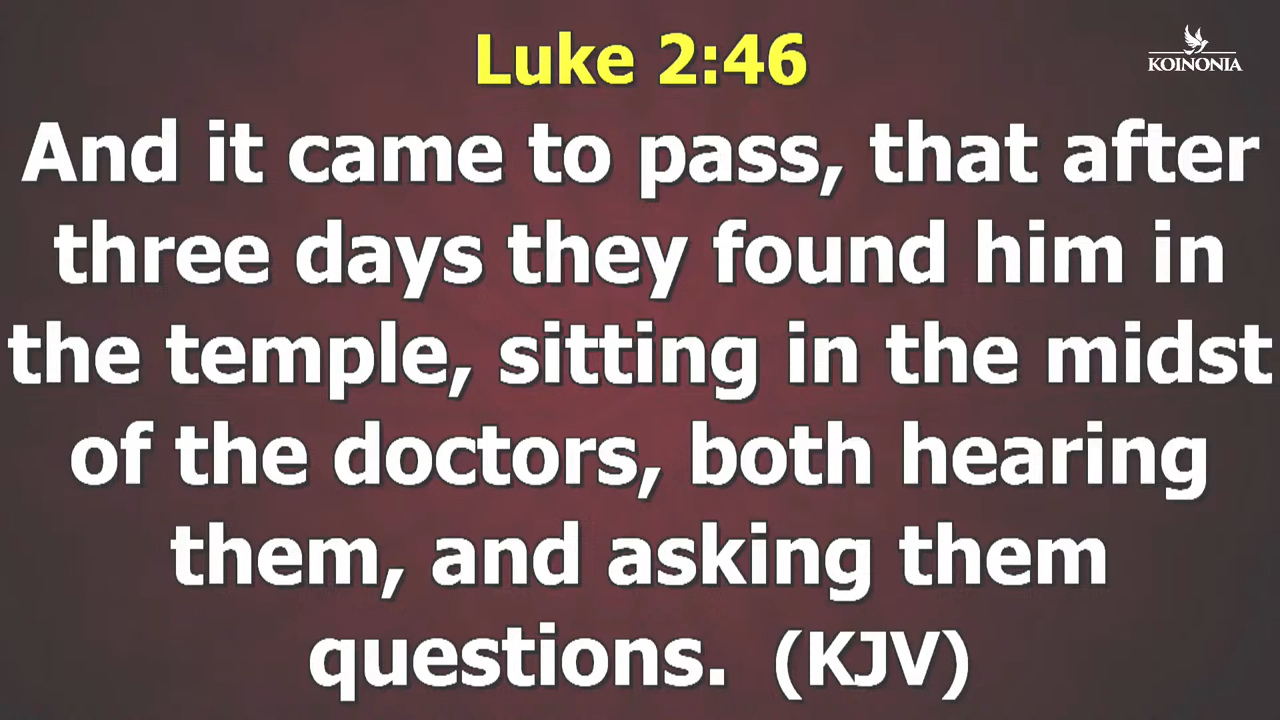 Luke 2:46
KOINONIA
And it came to pass, that after
three days they found him in
the temple, sitting in the midst
of the doctors, both hearing
them, and asking them
questions. (KJV)